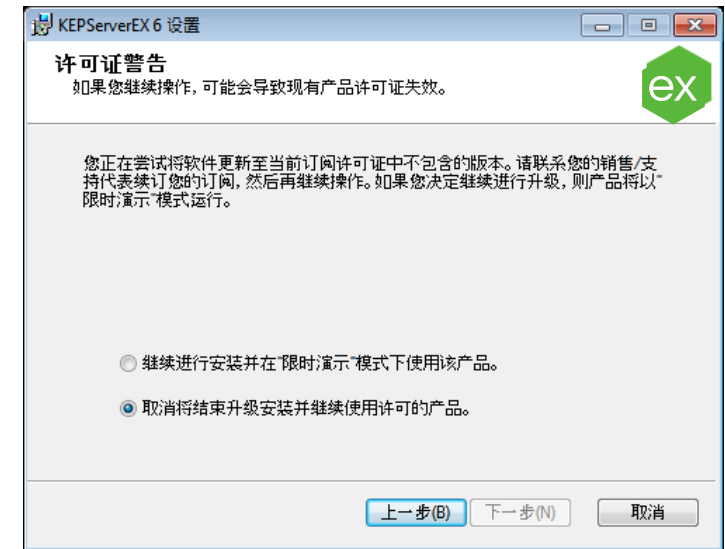 KEPServerEX 6 设置
许可证警告
如果您继续操作，可能会导致现有产品许可证失效。
ex
您正在尝试将软件更新至当前订阅许可证中不包含的版本。请联系您的销售/支
持代表续订您的订阅，然后再继续操作。如果您决定继续进行升级，则产品将以"
限时演示"模式运行。
继续进行安装并在"限时演示"模式下使用该产品。
取消将结束升级安装并继续使用许可的产品。
上一步(B)
下一步(N)
取消